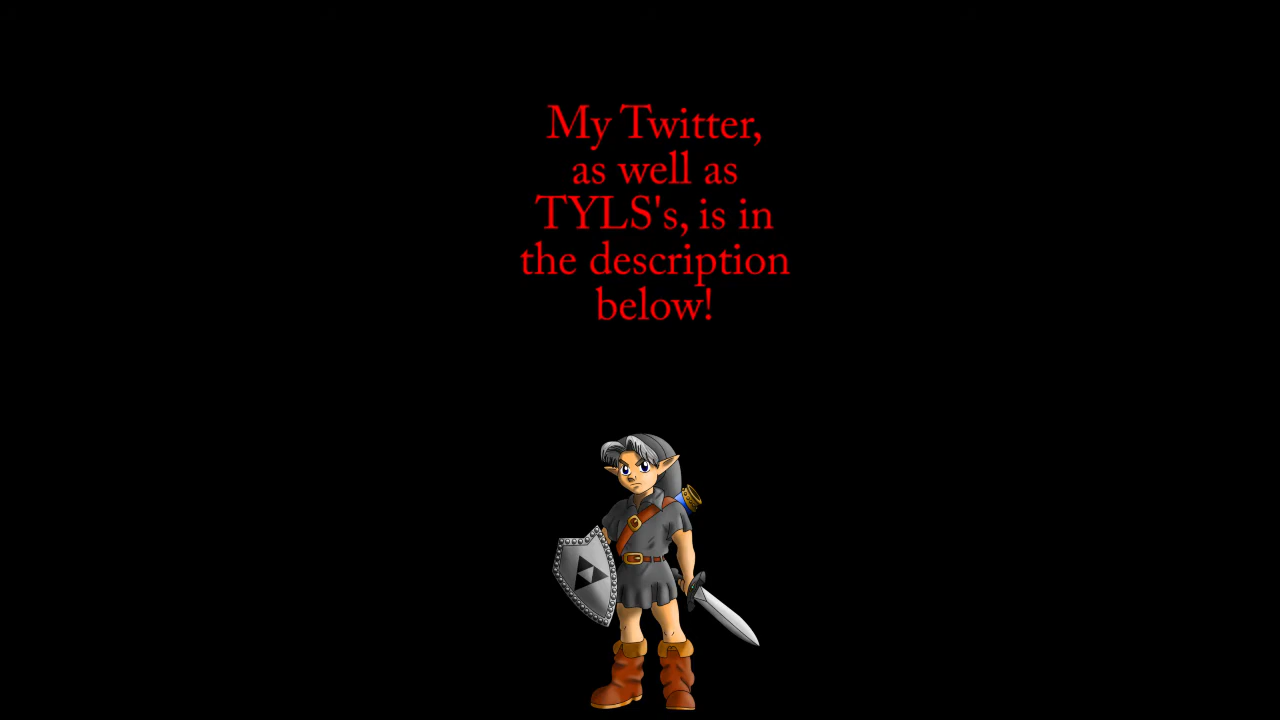 My Twitter,
as well as
TYLS's, is in
the description
below!